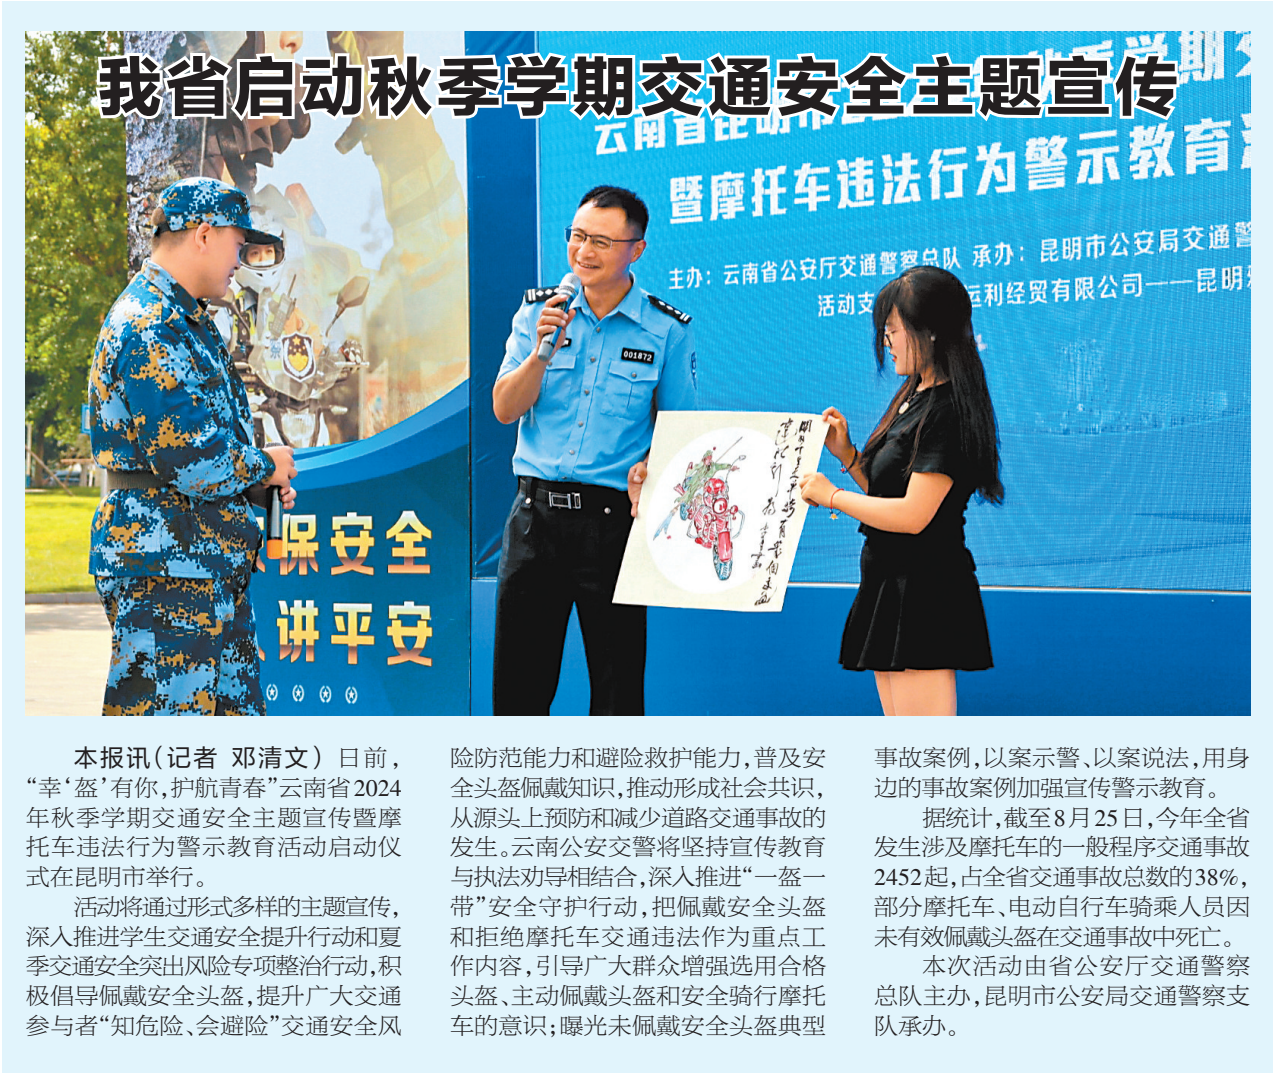 我省启动秋季学期交通安全主题宣传
秋季学期交
云南省昆明市
暨摩托车违法行为警示教育活
主办：云南省公安厅交通警察总队 承办：昆明市公安局交通警
活动支
运利经贸有限公司——昆明
001872
保安全
讲平安
本报讯（记者 邓清文）日前，
“幸‘盔’有你，护航青春”云南省2024
年秋季学期交通安全主题宣传暨摩
托车违法行为警示教育活动启动仪
式在昆明市举行。
活动将通过形式多样的主题宣传，
深入推进学生交通安全提升行动和夏
季交通安全突出风险专项整治行动，积
极倡导佩戴安全头盔，提升广大交通
参与者“知危险、会避险”交通安全风
险防范能力和避险救护能力，普及安
全头盔佩戴知识，推动形成社会共识，
从源头上预防和减少道路交通事故的
发生。云南公安交警将坚持宣传教育
与执法劝导相结合，深入推进“一盔一
带”安全守护行动，把佩戴安全头盔
和拒绝摩托车交通违法作为重点工
作内容，引导广大群众增强选用合格
头盔、主动佩戴头盔和安全骑行摩托
车的意识；曝光未佩戴安全头盔典型
事故案例，以案示警、以案说法，用身
边的事故案例加强宣传警示教育。
据统计，截至8月25日，今年全省
发生涉及摩托车的一般程序交通事故
2452起，占全省交通事故总数的38%，
部分摩托车、电动自行车骑乘人员因
未有效佩戴头盔在交通事故中死亡。
本次活动由省公安厅交通警察
总队主办，昆明市公安局交通警察支
队承办。